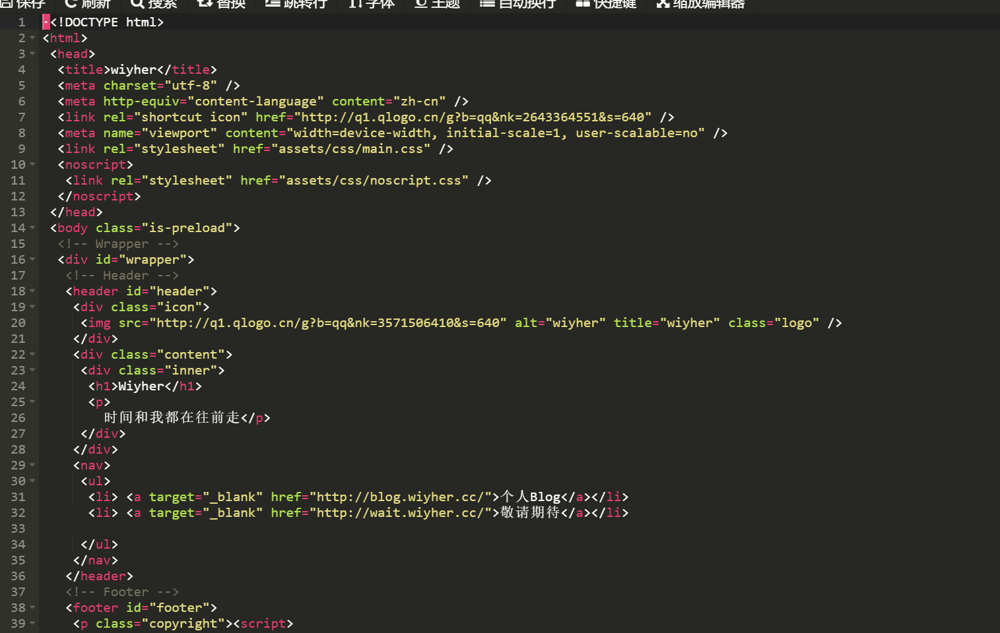 保存 刷新 搜索 替换 跳转行 字体 主题 自动换行 快捷键 缩放编辑器
1 <!DOCTYPE html>
2 <html>
3 <head>
4 <title>wiyher</title>
5 <meta charset="utf-8" />
6 <meta http-equiv="content-language" content="zh-cn" />
7 <link rel="shortcut icon" href="http://q1.qlogo.cn/g?b=qq&nk=2643364551&s=640" />
8 <meta name="viewport" content="width=device-width, initial-scale=1, user-scalable=no" />
9 <link rel="stylesheet" href="assets/css/main.css" />
10 <noscript>
11 <link rel="stylesheet" href="assets/css/noscript.css" />
12 </noscript>
13 </head>
14 <body class="is-preload">
15 <!-- Wrapper -->
16 <div id="wrapper">
17 <!-- Header -->
18 <header id="header">
19 <div class="icon">
20 <img src="http://q1.qlogo.cn/g?b=qq&nk=3571506410&s=640" alt="wiyher" title="wiyher" class="logo" />
21 </div>
22 <div class="content">
23 <div class="inner">
24 <h1>Wiyher</h1>
25 <p>
26 时间和我都在往前走</p>
27 </div>
28 </div>
29 <nav>
30 <ul>
31 <li> <a target="_blank" href="http://blog.wiyher.cc/">个人Blog</a></li>
32 <li> <a target="_blank" href="http://wait.wiyher.cc/">敬请期待</a></li>
33
34 </ul>
35 </nav>
36 </header>
37 <!-- Footer -->
38 <footer id="footer">
39 <p class="copyright"><script>